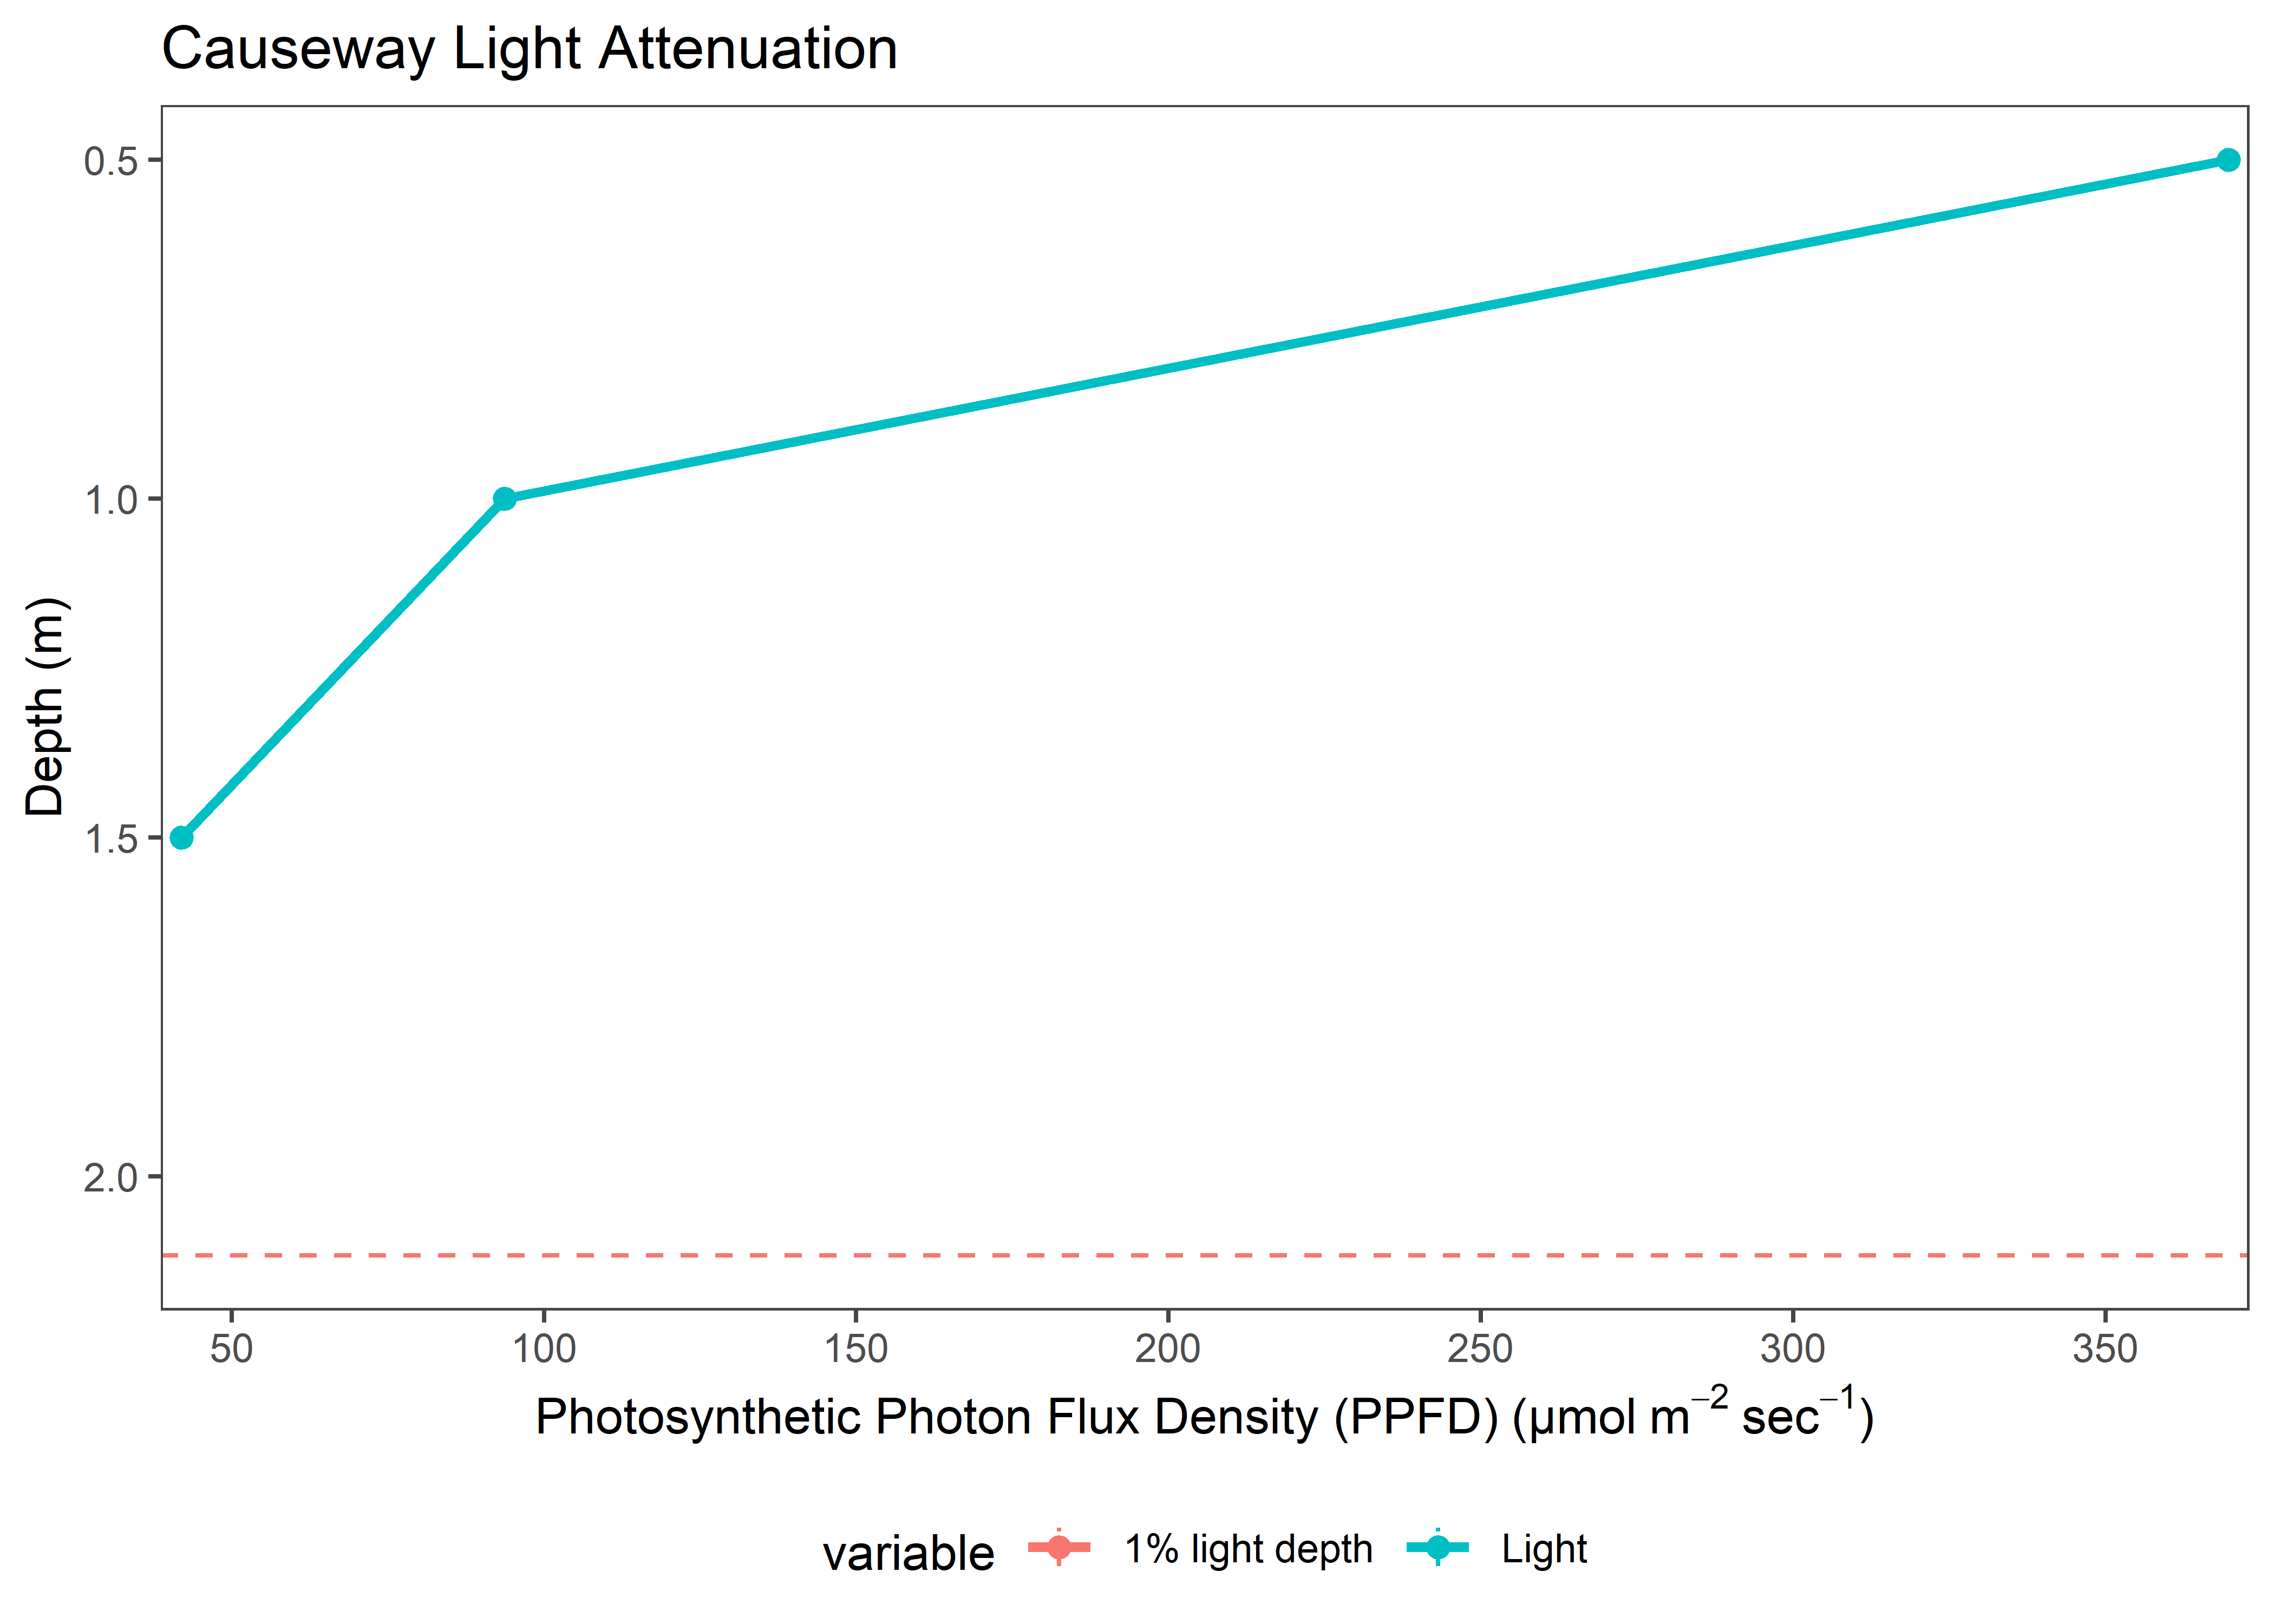 Causeway Light Attenuation
0.5
1.0
1.5
2.0
Depth (m)
50 100 150 200 250 300 350
Photosynthetic Photon Flux Density (PPFD) (µmol m⁻² sec⁻¹)
variable 1% light depth Light